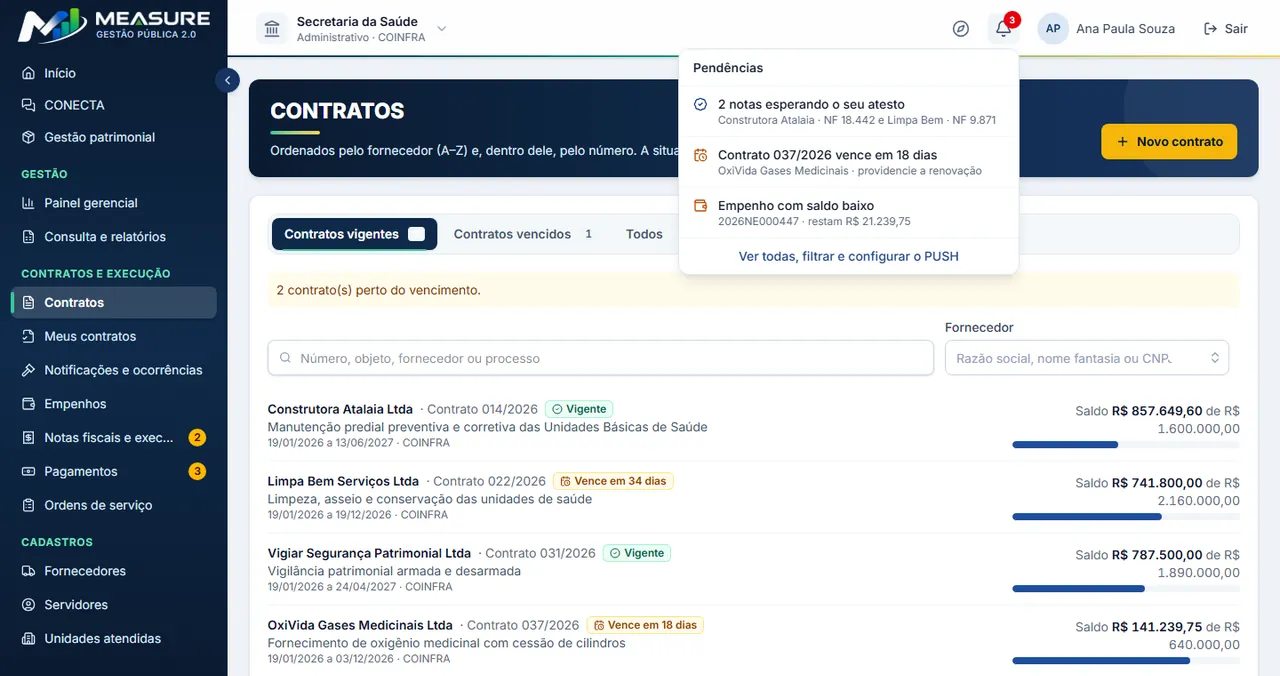 MEASURE
GESTÃO PÚBLICA 2.0
Início
CONECTA
Gestão patrimonial
GESTÃO
Painel gerencial
Consulta e relatórios
CONTRATOS E EXECUÇÃO
Contratos
Meus contratos
Notificações e ocorrências
Empenhos
Notas fiscais e exec... 2
Pagamentos 3
Ordens de serviço
CADASTROS
Fornecedores
Servidores
Unidades atendidas
Secretaria da Saúde
Administrativo · COINFRA
3
AP Ana Paula Souza
Sair
Pendências
2 notas esperando o seu atesto
Construtora Atalaia · NF 18.442 e Limpa Bem · NF 9.871
Contrato 037/2026 vence em 18 dias
OxiVida Gases Medicinais · providencie a renovação
Empenho com saldo baixo
2026NE000447 · restam R$ 21.239,75
Ver todas, filtrar e configurar o PUSH
CONTRATOS
Ordenados pelo fornecedor (A–Z) e, dentro dele, pelo número. A situa
+ Novo contrato
Contratos vigentes
Contratos vencidos 1
Todos
2 contrato(s) perto do vencimento.
Fornecedor
Número, objeto, fornecedor ou processo
Razão social, nome fantasia ou CNP.
Construtora Atalaia Ltda · Contrato 014/2026 Vigente
Manutenção predial preventiva e corretiva das Unidades Básicas de Saúde
19/01/2026 a 13/06/2027 · COINFRA
Saldo R$ 857.649,60 de R$
1.600.000,00
Limpa Bem Serviços Ltda · Contrato 022/2026 Vence em 34 dias
Limpeza, asseio e conservação das unidades de saúde
19/01/2026 a 19/12/2026 · COINFRA
Saldo R$ 741.800,00 de R$
2.160.000,00
Vigiar Segurança Patrimonial Ltda · Contrato 031/2026 Vigente
Vigilância patrimonial armada e desarmada
19/01/2026 a 24/04/2027 · COINFRA
Saldo R$ 787.500,00 de R$
1.890.000,00
OxiVida Gases Medicinais Ltda · Contrato 037/2026 Vence em 18 dias
Fornecimento de oxigênio medicinal com cessão de cilindros
19/01/2026 a 03/12/2026 · COINFRA
Saldo R$ 141.239,75 de R$
640.000,00